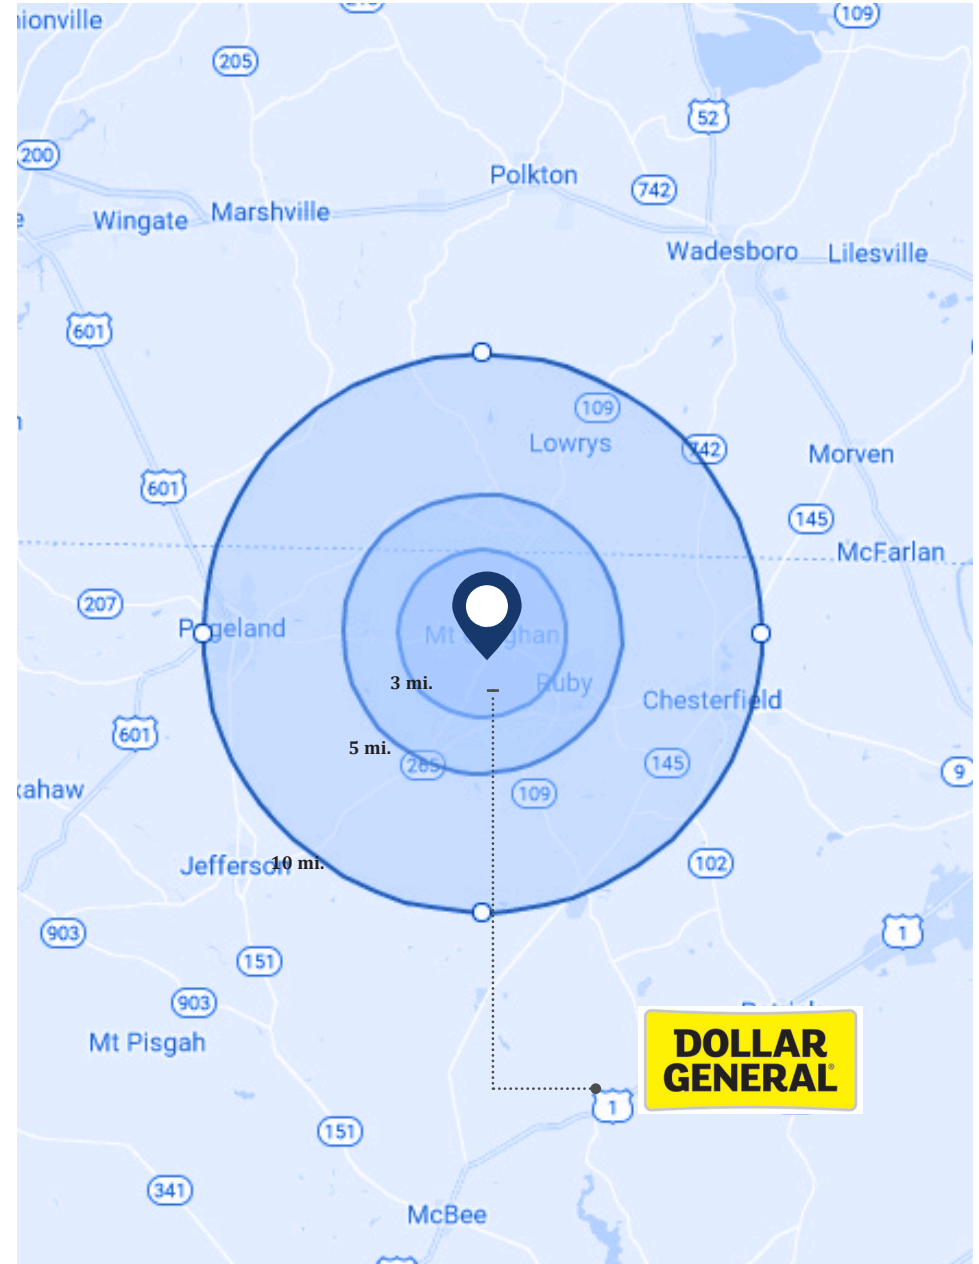 109
ionville
205
52
200
Polkton
742
Marshville
Wingate
Wadesboro
Lilesville
601
109
Lowrys
742
Morven
601
145
McFarlan
207
Pageland
Mt
ghan
3 mi.
Ruby
Chesterfield
601
5 mi.
265
145
9
xahaw
109
10 mi.
Jefferson
102
903
1
151
903
Mt Pisgah
DOLLAR
GENERAL®
1
151
341
McBee